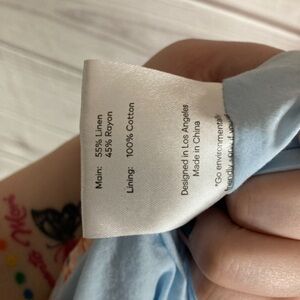 Main: 55% Linen
45% Rayon
Lining: 100% Cotton
Designed in Los Angeles
Made in China
"Go environmentally